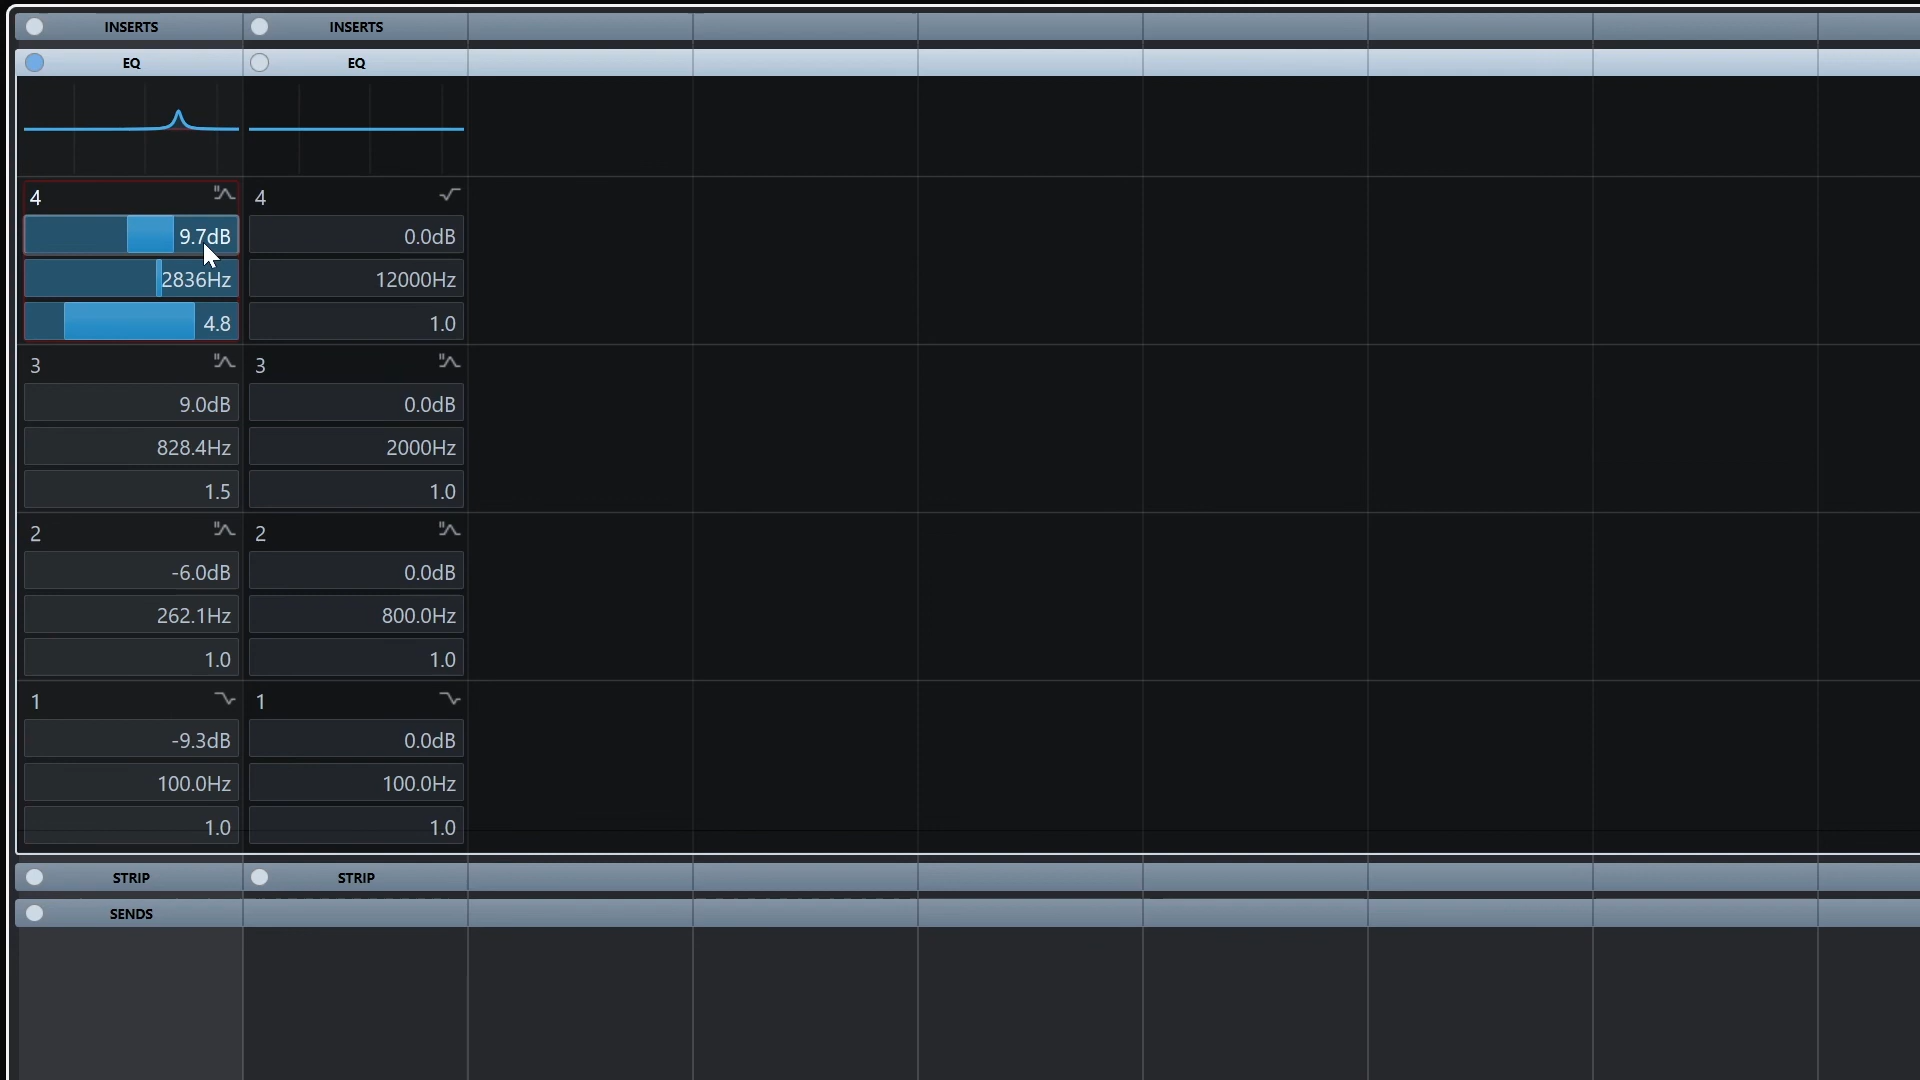 INSERTS INSERTS
EQ EQ
4 4
9.7dB 0.0dB
2836Hz 12000Hz
4.8 1.0
3 3
9.0dB 0.0dB
828.4Hz 2000Hz
1.5 1.0
2 2
-6.0dB 0.0dB
262.1Hz 800.0Hz
1.0 1.0
1 1
-9.3dB 0.0dB
100.0Hz 100.0Hz
1.0 1.0
STRIP STRIP
SENDS